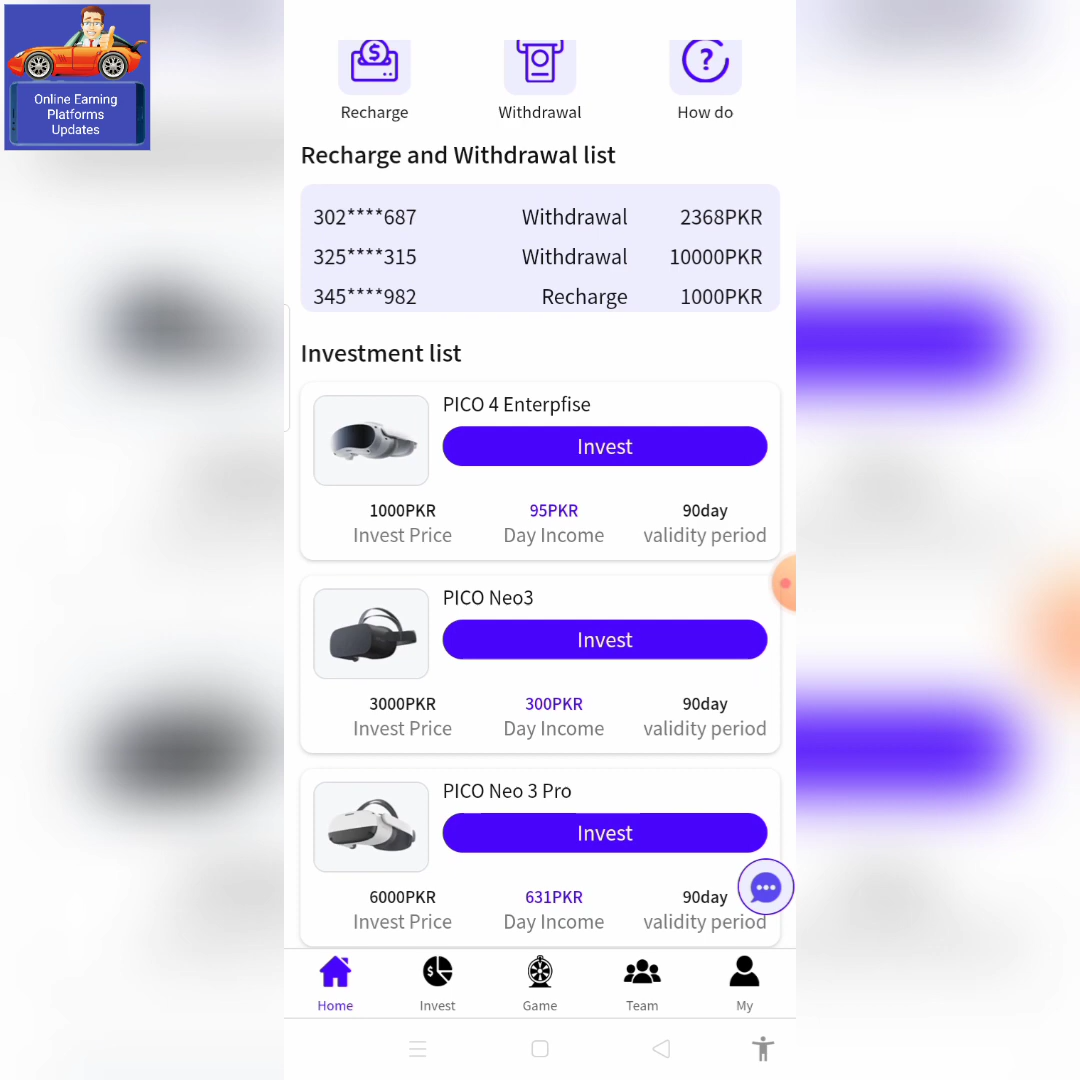 Online Earning
Platforms
Updates
Recharge
Withdrawal
How do
Recharge and Withdrawal list
302****687 Withdrawal 2368PKR
325****315 Withdrawal 10000PKR
345****982 Recharge 1000PKR
Investment list
PICO 4 Enterpfise
Invest
1000PKR 95PKR 90day
Invest Price Day Income validity period
PICO Neo3
Invest
3000PKR 300PKR 90day
Invest Price Day Income validity period
PICO Neo 3 Pro
Invest
6000PKR 631PKR 90day
Invest Price Day Income validity period
Home Invest Game Team My